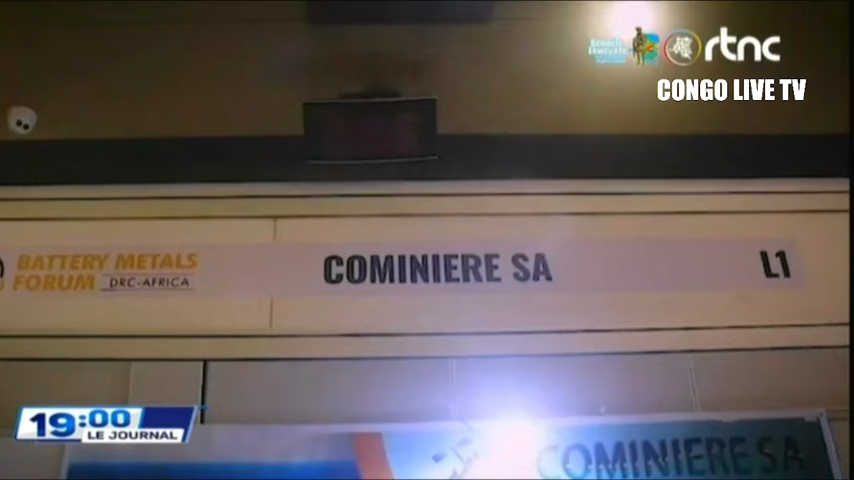 rtnc
CONGO LIVE TV
BATTERY METALS
FORUM DRC-AFRICA
COMINIERE SA
L1
19:00
LE JOURNAL
COMINIERE SA